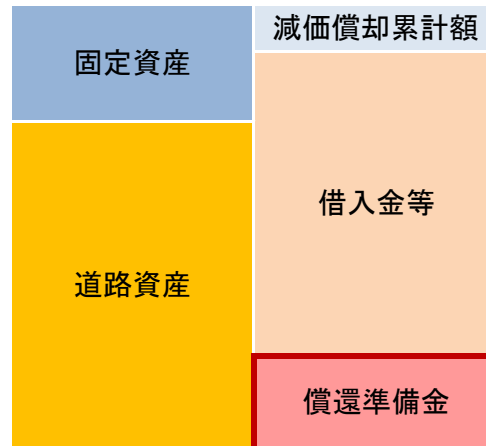 固定資産
道路資産
減価償却累計額
借入金等
償還準備金